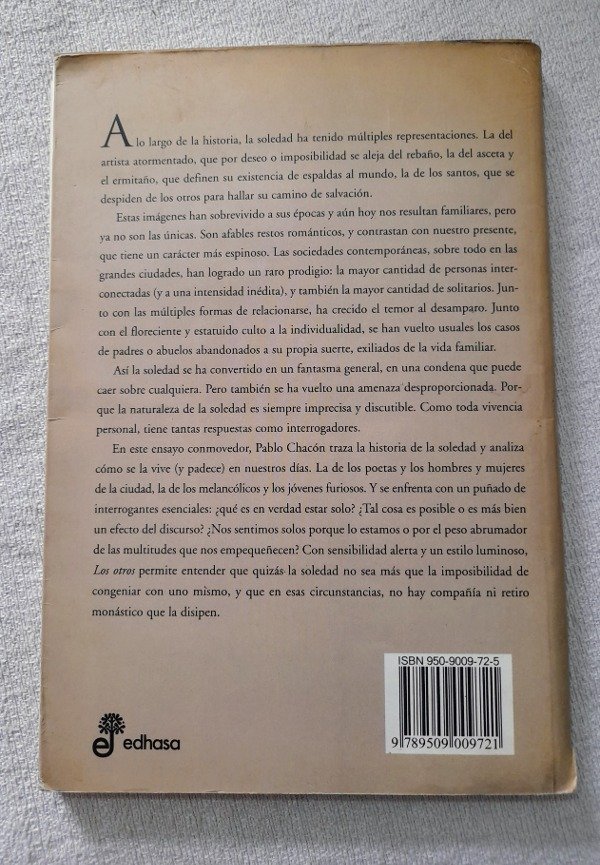 A lo largo de la historia, la soledad ha tenido múltiples representaciones. La del
artista atormentado, que por deseo o imposibilidad se aleja del rebaño, la del asceta y
el ermitaño, que definen su existencia de espaldas al mundo, la de los santos, que se
despiden de los otros para hallar su camino de salvación.
Estas imágenes han sobrevivido a sus épocas y aún hoy nos resultan familiares, pero
ya no son las únicas. Son afables restos románticos, y contrastan con nuestro presente,
que tiene un carácter más espinoso. Las sociedades contemporáneas, sobre todo en las
grandes ciudades, han logrado un raro prodigio: la mayor cantidad de personas inter-
conectadas (y a una intensidad inédita), y también la mayor cantidad de solitarios. Jun-
to con las múltiples formas de relacionarse, ha crecido el temor al desamparo. Junto
con el floreciente y estatuido culto a la individualidad, se han vuelto usuales los casos
de padres o abuelos abandonados a su propia suerte, exiliados de la vida familiar.
Así la soledad se ha convertido en un fantasma general, en una condena que puede
caer sobre cualquiera. Pero también se ha vuelto una amenaza desproporcionada. Por-
que la naturaleza de la soledad es siempre imprecisa y discutible. Como toda vivencia
personal, tiene tantas respuestas como interrogadores.
En este ensayo conmovedor, Pablo Chacón traza la historia de la soledad y analiza
cómo se la vive (y padece) en nuestros días. La de los poetas y los hombres y mujeres
de la ciudad, la de los melancólicos y los jóvenes furiosos. Y se enfrenta con un puñado de
interrogantes esenciales: ¿qué es en verdad estar solo? ¿Tal cosa es posible o es más bien
un efecto del discurso? ¿Nos sentimos solos porque lo estamos o por el peso abrumador
de las multitudes que nos empequeñecen? Con sensibilidad alerta y un estilo luminoso,
Los otros permite entender que quizás la soledad no sea más que la imposibilidad de
congeniar con uno mismo, y que en esas circunstancias, no hay compañía ni retiro
monástico que la disipen.
ISBN 950-9009-72-5
9 789509 009721
edhasa